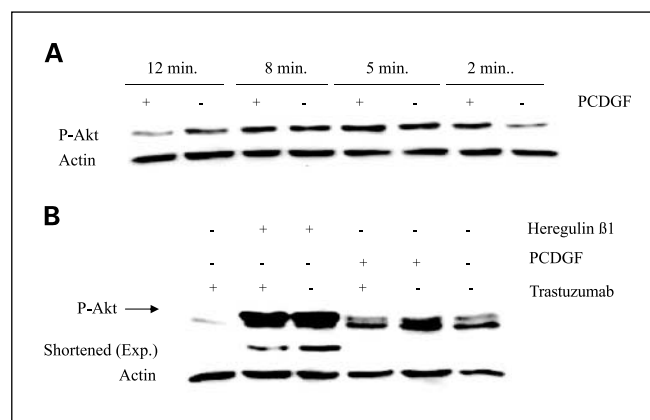 A
12 min. 8 min. 5 min. 2 min..
+ - + - + - + - PCDGF
P-Akt
Actin
B
- + + - - - Heregulin ß1
- - - + + - PCDGF
+ + - + - - Trastuzumab
P-Akt
Shortened (Exp.)
Actin